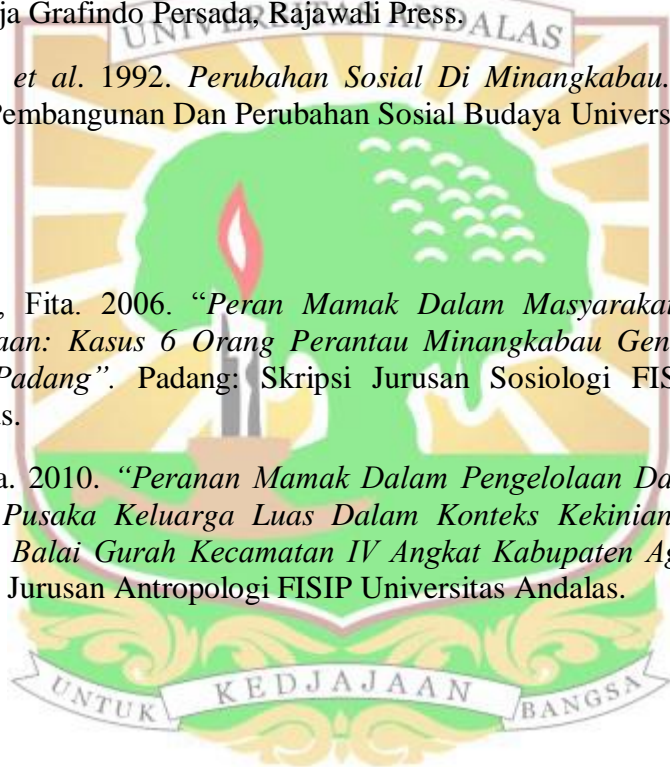 ja Grafindo Persada, Rajawali Press.
UNIVERSITAS ANDALAS
et al. 1992. Perubahan Sosial Di Minangkabau.
Pembangunan Dan Perubahan Sosial Budaya Univers
, Fita. 2006. “Peran Mamak Dalam Masyarakat
aan: Kasus 6 Orang Perantau Minangkabau Gen
Padang”. Padang: Skripsi Jurusan Sosiologi FIS
s.
a. 2010. “Peranan Mamak Dalam Pengelolaan Da
Pusaka Keluarga Luas Dalam Konteks Kekinian
Balai Gurah Kecamatan IV Angkat Kabupaten Ag
Jurusan Antropologi FISIP Universitas Andalas.
UNTUK KEDJAJAAN BANGSA